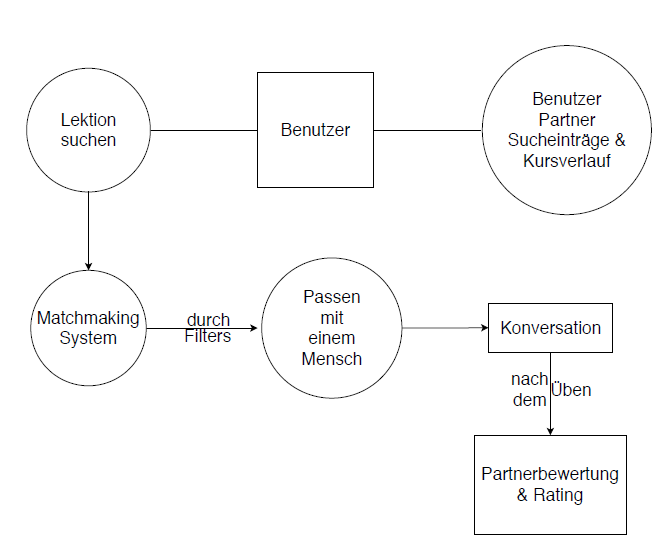 Lektion
suchen
Benutzer
Benutzer
Partner
Sucheinträge &
Kursverlauf
Matchmaking
System
durch
Filters
Passen
mit
einem
Mensch
Konversation
nach
dem
Üben
Partnerbewertung
& Rating